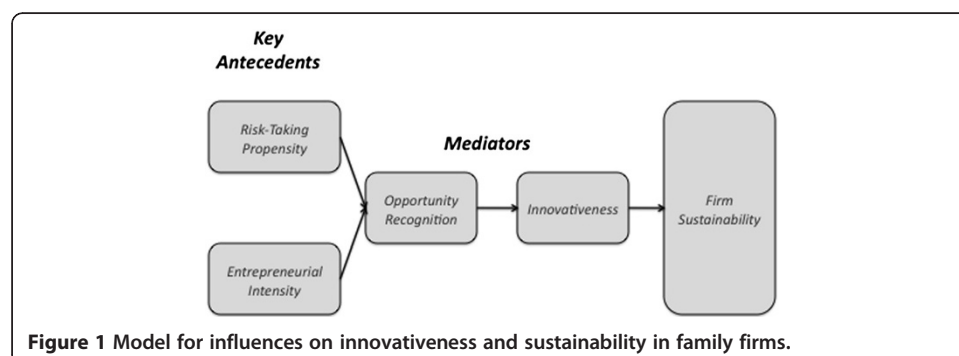 Key
Antecedents
Risk-Taking
Propensity
Mediators
Opportunity
Recognition
Innovativeness
Firm
Sustainability
Entrepreneurial
Intensity
Figure 1 Model for influences on innovativeness and sustainability in family firms.